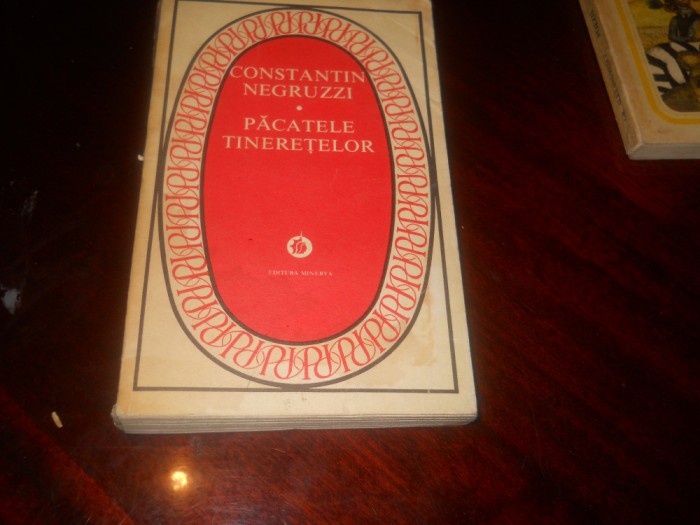 CONSTANTIN
NEGRUZZI
PĂCATELE
TINEREȚELOR
EDITURA MINERVA